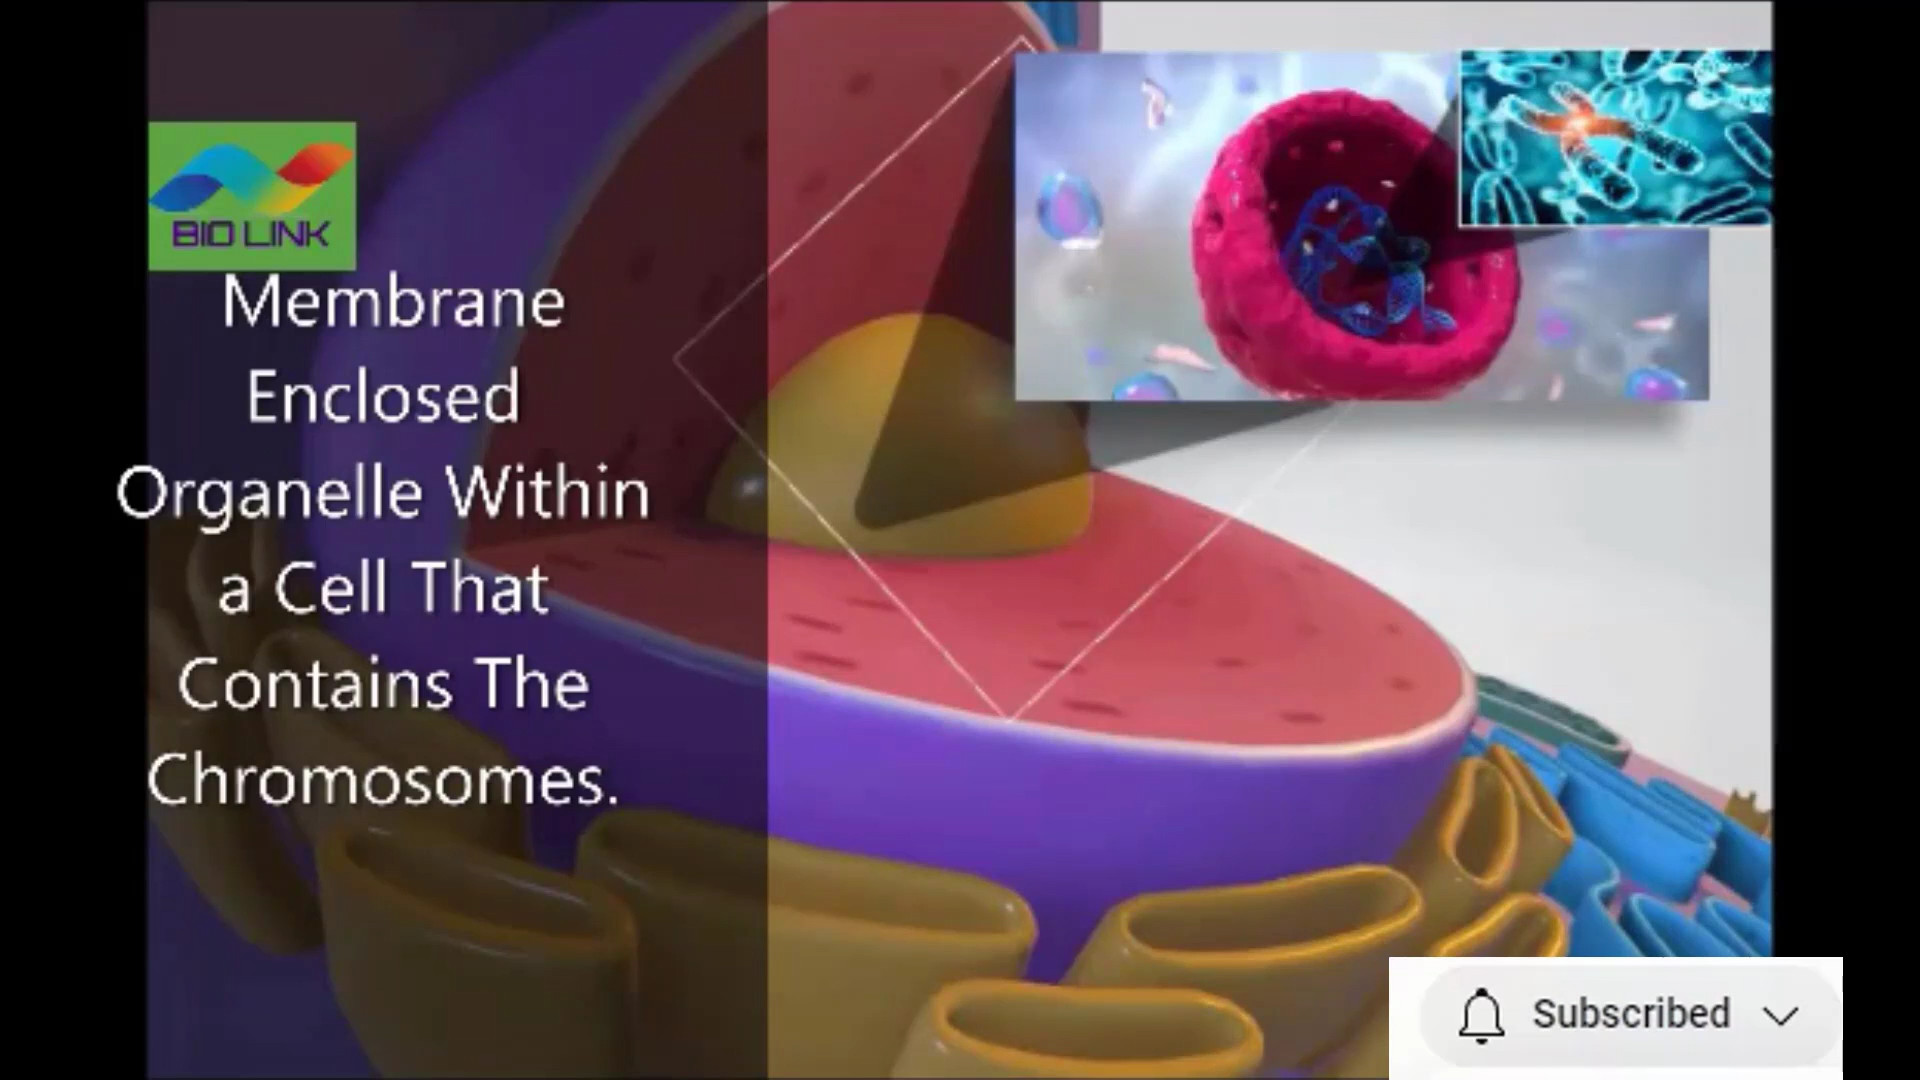 BIO LINK
Membrane
Enclosed
Organelle Within
a Cell That
Contains The
Chromosomes.
Subscribed